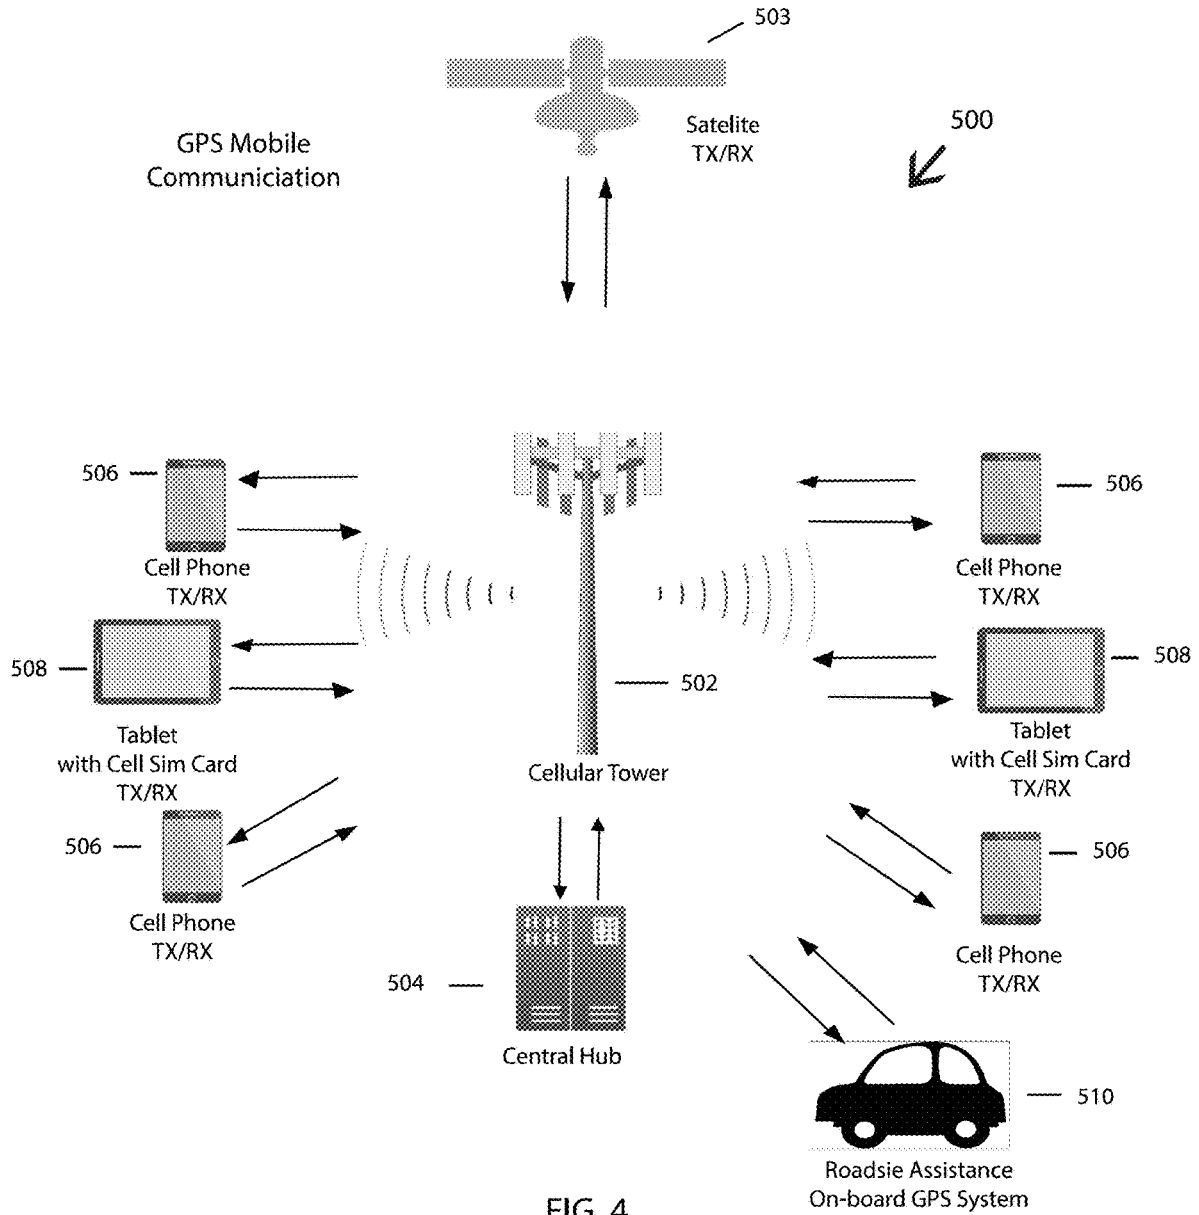 503
GPS Mobile
Communiciation
Satelite
TX/RX
500
506
Cell Phone
TX/RX
506
Cell Phone
TX/RX
508
Tablet
with Cell Sim Card
TX/RX
502
Cellular Tower
508
Tablet
with Cell Sim Card
TX/RX
506
Cell Phone
TX/RX
506
Cell Phone
TX/RX
504
Central Hub
510
Roadsie Assistance
On-board GPS System
FIG. 4